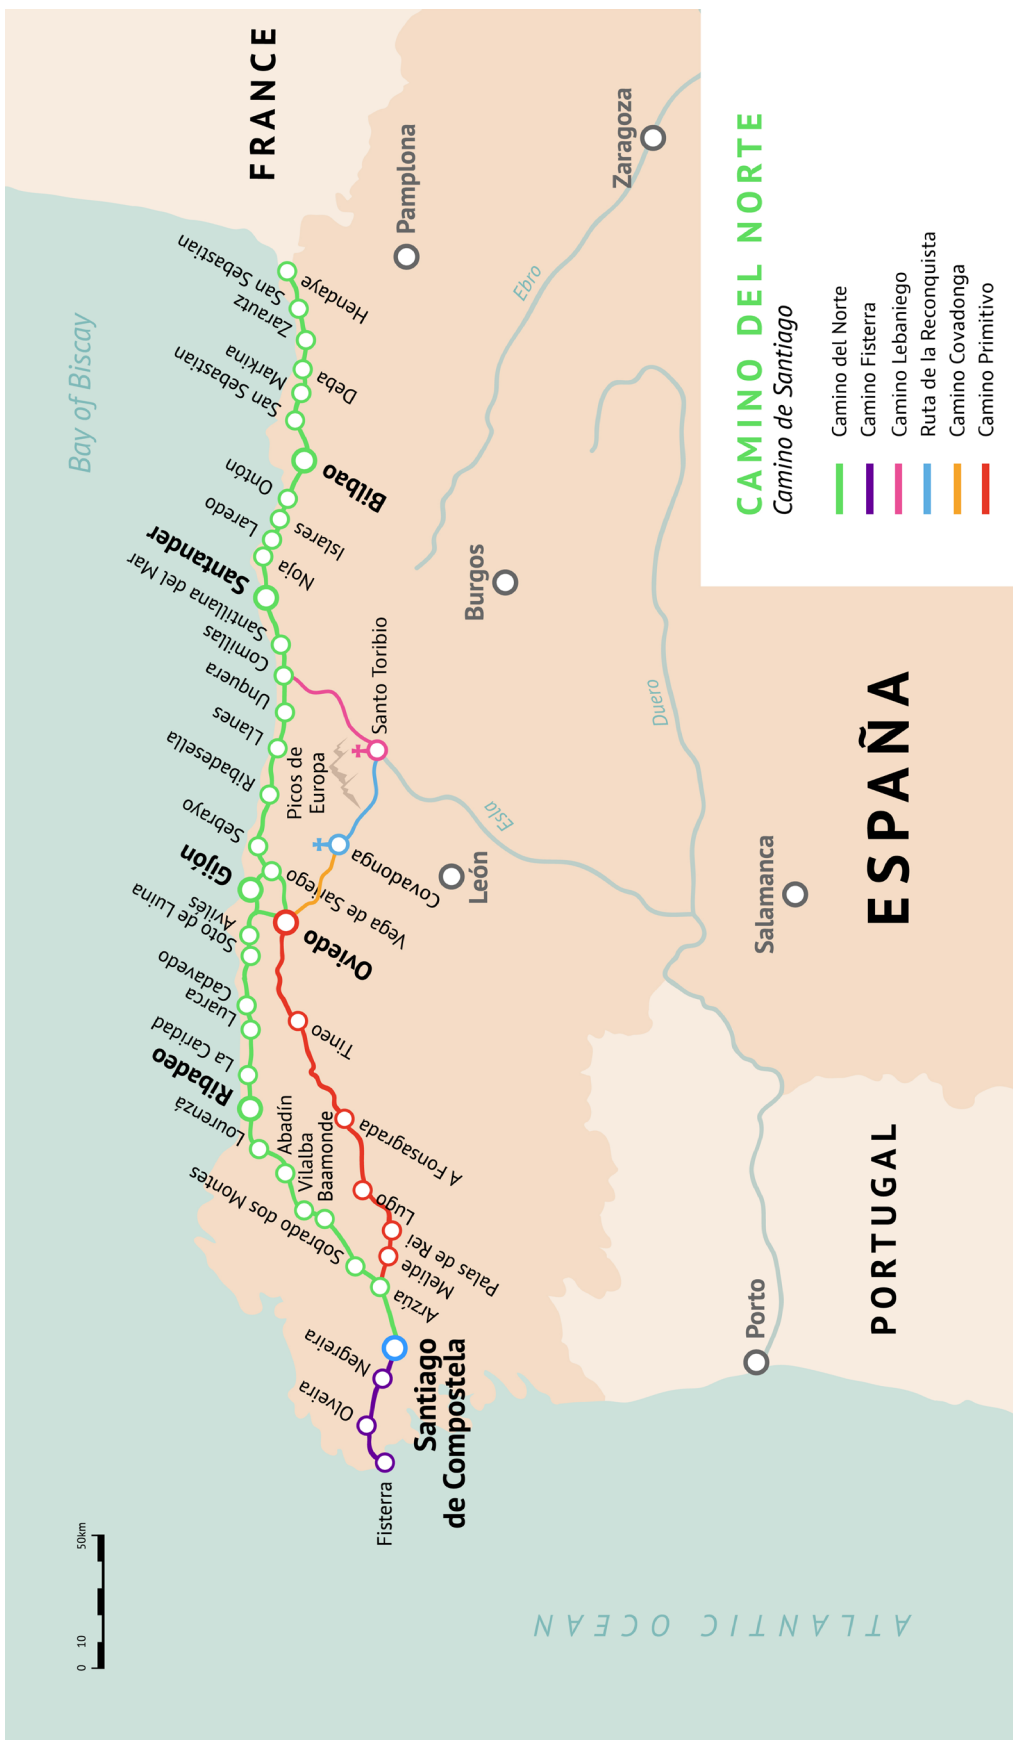 Bay of Biscay
FRANCE
Hendaye
San Sebastian
Zarautz
Deba
Markina
San Sebastian
Bilbao
Ontón
Islares
Laredo
Noja
Santander
Santillana del Mar
Comillas
Unquera
Llanes
Ribadesella
Sebrayo
Vega de Sariego
Gijón
Avilés
Soto de Luina
Cadavedo
Luarca
La Caridad
Ribadeo
Lourenzá
Abadín
Vilalba
Baamonde
Sobrado dos Montes
Arzúa
Santiago
de Compostela
Negreira
Olveira
Fisterra
Oviedo
Tineo
A Fonsagrada
Lugo
Palas de Rei
Melide
Picos de
Europa
Santo Toribio
Covadonga
Pamplona
Zaragoza
Burgos
León
Salamanca
Porto
Ebro
Duero
Esla
ESPAÑA
PORTUGAL
ATLANTIC OCEAN
0 10 50km
CAMINO DEL NORTE
Camino de Santiago
Camino del Norte
Camino Fisterra
Camino Lebaniego
Ruta de la Reconquista
Camino Covadonga
Camino Primitivo